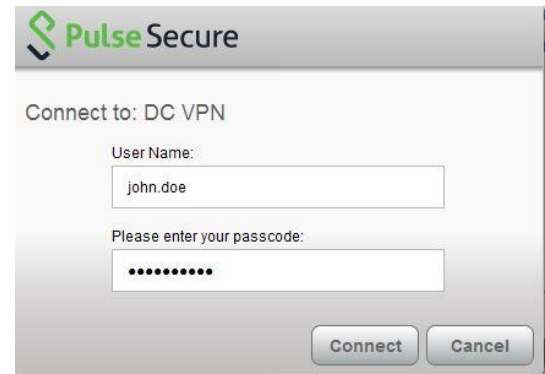 Pulse Secure
Connect to: DC VPN
User Name:
john.doe
Please enter your passcode:
••••••••••
Connect Cancel